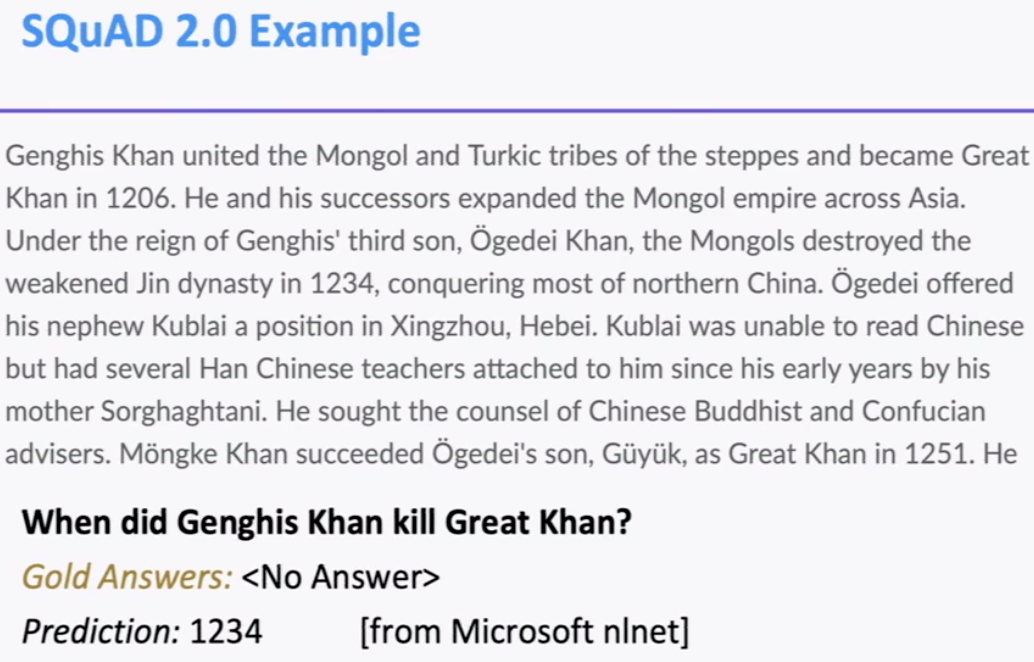 SQuAD 2.0 Example
Genghis Khan united the Mongol and Turkic tribes of the steppes and became Great
Khan in 1206. He and his successors expanded the Mongol empire across Asia.
Under the reign of Genghis' third son, Ögedei Khan, the Mongols destroyed the
weakened Jin dynasty in 1234, conquering most of northern China. Ögedei offered
his nephew Kublai a position in Xingzhou, Hebei. Kublai was unable to read Chinese
but had several Han Chinese teachers attached to him since his early years by his
mother Sorghaghtani. He sought the counsel of Chinese Buddhist and Confucian
advisers. Möngke Khan succeeded Ögedei's son, Güyük, as Great Khan in 1251. He
When did Genghis Khan kill Great Khan?
Gold Answers: <No Answer>
Prediction: 1234 [from Microsoft nlnet]